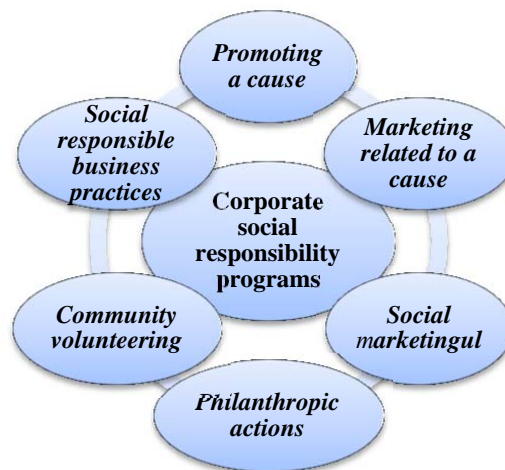 Promoting
a cause
Social
responsible
business
practices
Marketing
related to a
cause
Corporate
social
responsibility
programs
Community
volunteering
Social
marketingul
Philanthropic
actions